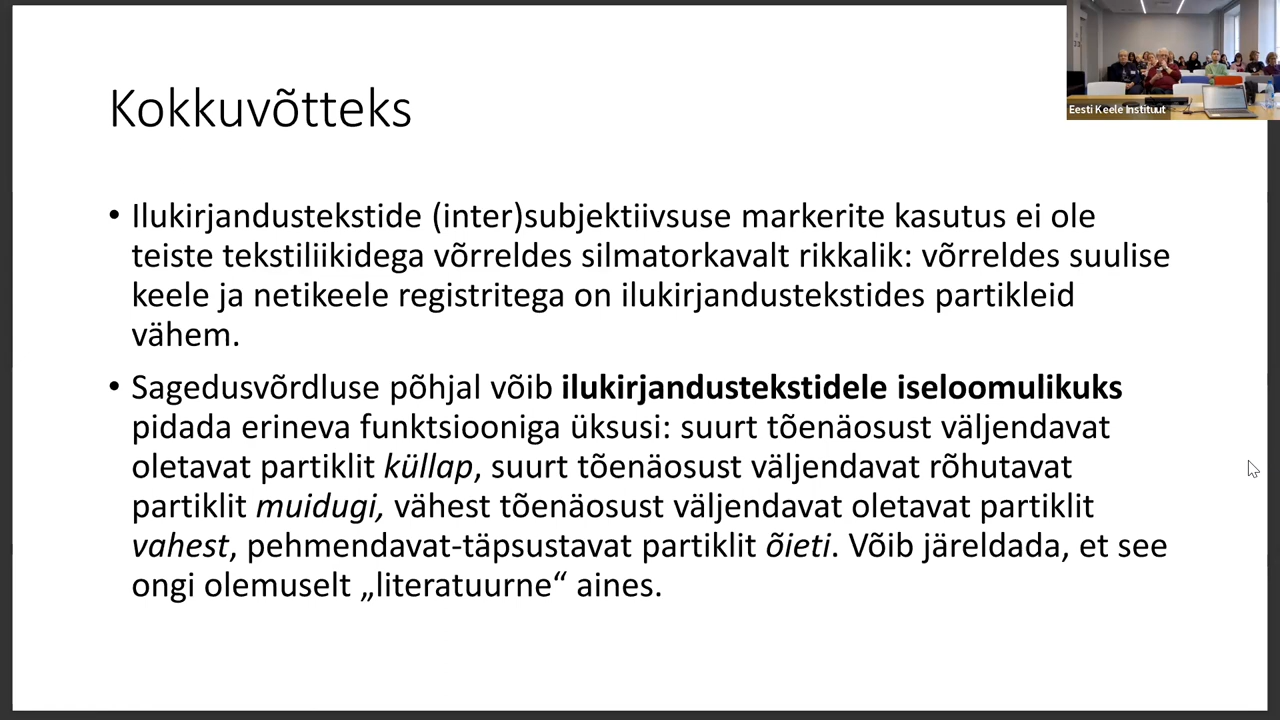 Kokkuvõtteks
Eesti Keele Instituut
• Ilukirjandustekstide (inter)subjektiivsuse markerite kasutus ei ole
teiste tekstiliikidega võrreldes silmatorkavalt rikkalik: võrreldes suulise
keele ja netikeele registritega on ilukirjandustekstides partikleid
vähem.
• Sagedusvõrdluse põhjal võib ilukirjandustekstidele iseloomulikuks
pidada erineva funktsiooniga üksusi: suurt tõenäosust väljendavat
oletavat partiklit küllap, suurt tõenäosust väljendavat rõhutavat
partiklit muidugi, vähest tõenäosust väljendavat oletavat partiklit
vahest, pehmendavat-täpsustavat partiklit õieti. Võib järeldada, et see
ongi olemuselt „literatuurne“ aines.